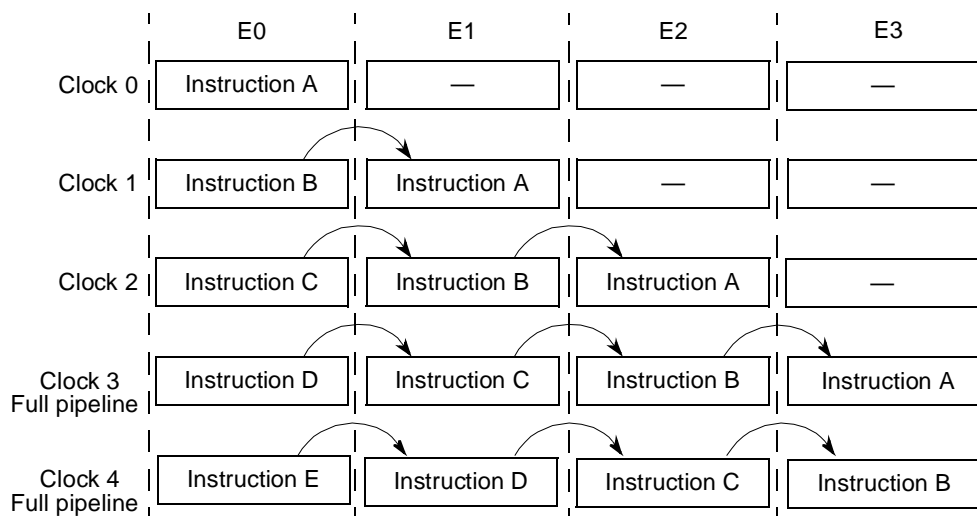 E0 E1 E2 E3
Clock 0 Instruction A — — —
Clock 1 Instruction B Instruction A — —
Clock 2 Instruction C Instruction B Instruction A —
Clock 3 Instruction D Instruction C Instruction B Instruction A
Full pipeline
Clock 4 Instruction E Instruction D Instruction C Instruction B
Full pipeline